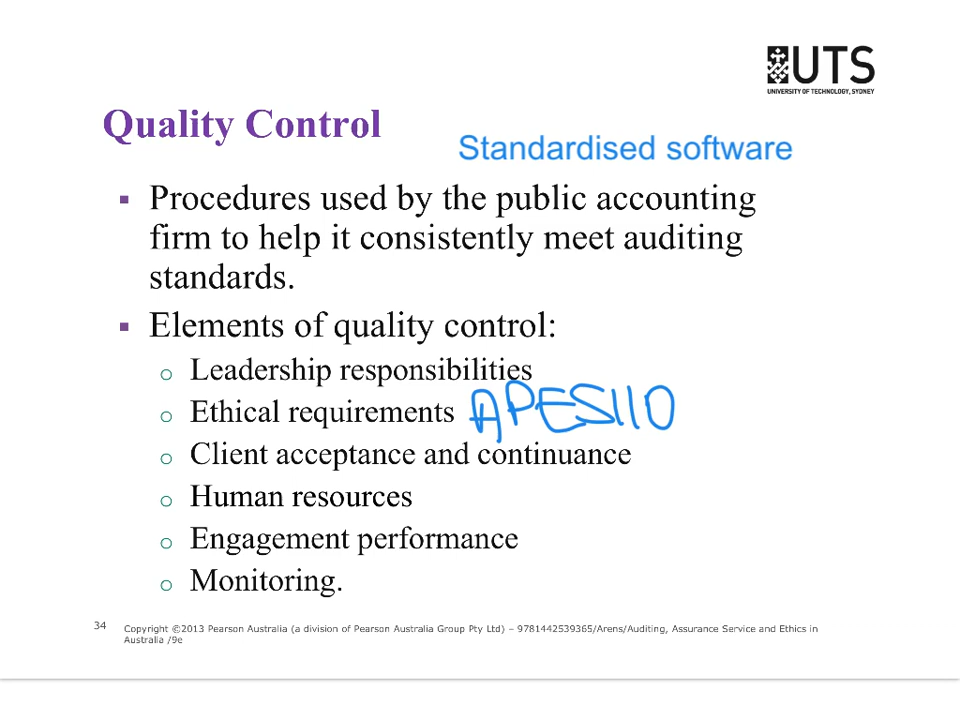 UTS
UNIVERSITY OF TECHNOLOGY, SYDNEY
Quality Control
Standardised software
▪ Procedures used by the public accounting
firm to help it consistently meet auditing
standards.
▪ Elements of quality control:
o Leadership responsibilities
o Ethical requirements APES110
o Client acceptance and continuance
o Human resources
o Engagement performance
o Monitoring.
34 Copyright ©2013 Pearson Australia (a division of Pearson Australia Group Pty Ltd) – 9781442539365/Arens/Auditing, Assurance Service and Ethics in
Australia /9e